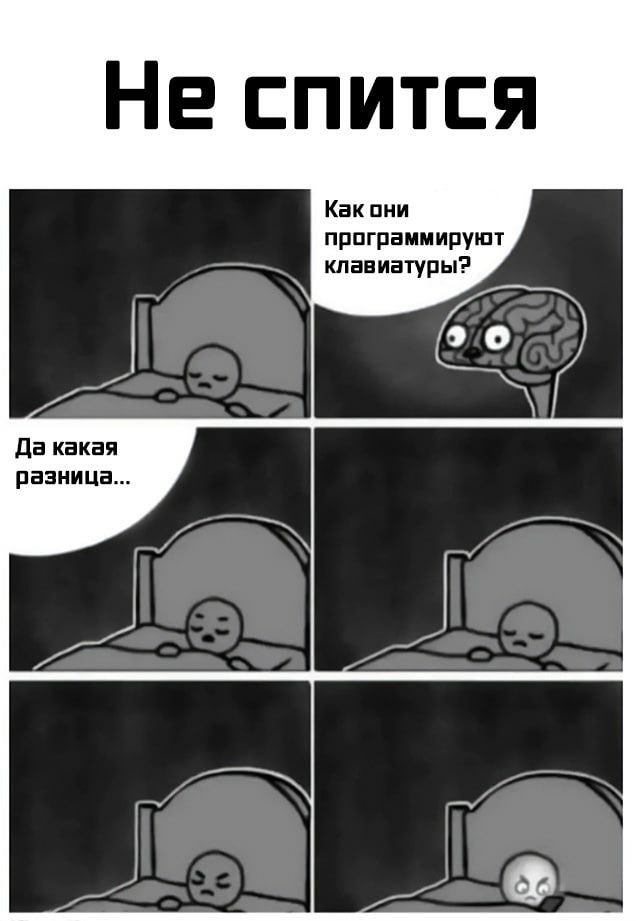 Не спится
Как они
программируют
клавиатуры?
Да какая
разница...